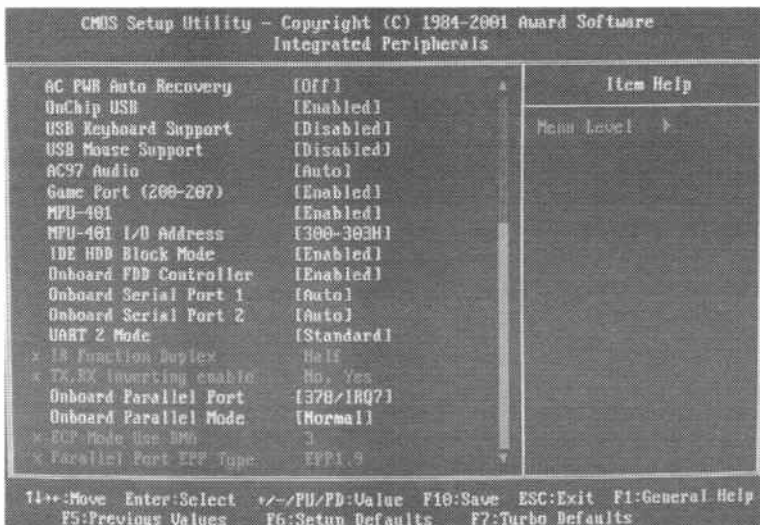 CMOS Setup Utility - Copyright (C) 1984-2001 Award Software
Integrated Peripherals
AC PWR Auto Recovery [Off]
OnChip USB [Enabled]
USB Keyboard Support [Disabled]
USB Mouse Support [Disabled]
AC97 Audio [Auto]
Game Port (200-207) [Enabled]
MPU-401 [Enabled]
MPU-401 I/O Address [300-303H]
IDE HDD Block Mode [Enabled]
Onboard FDD Controller [Enabled]
Onboard Serial Port 1 [Auto]
Onboard Serial Port 2 [Auto]
UART 2 Mode [Standard]
x IR Function Duplex Half
x TX,RX inverting enable No, Yes
Onboard Parallel Port [378/IRQ7]
Onboard Parallel Mode [Normal]
x ECP Mode Use DMA 3
x Parallel Port EPP Type EPP1.9
Item Help
Menu Level ▶
↑↓→←:Move Enter:Select +/-/PU/PD:Value F10:Save ESC:Exit F1:General Help
F5:Previous Values F6:Setup Defaults F7:Turbo Defaults